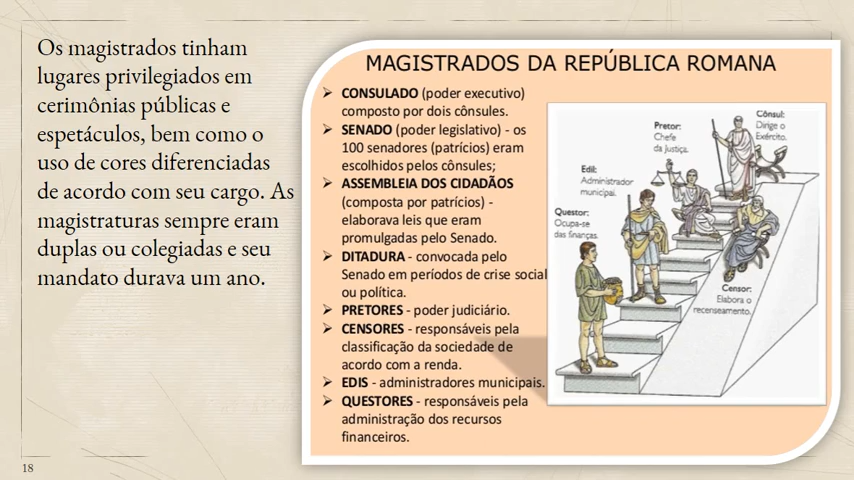 Os magistrados tinham
lugares privilegiados em
cerimônias públicas e
espetáculos, bem como o
uso de cores diferenciadas
de acordo com seu cargo. As
magistraturas sempre eram
duplas ou colegiadas e seu
mandato durava um ano.
MAGISTRADOS DA REPÚBLICA ROMANA
➢ CONSULADO (poder executivo)
composto por dois cônsules.
➢ SENADO (poder legislativo) - os
100 senadores (patrícios) eram
escolhidos pelos cônsules;
➢ ASSEMBLEIA DOS CIDADÃOS
(composta por patrícios) -
elaborava leis que eram
promulgadas pelo Senado.
➢ DITADURA - convocada pelo
Senado em períodos de crise social
ou política.
➢ PRETORES - poder judiciário.
➢ CENSORES - responsáveis pela
classificação da sociedade de
acordo com a renda.
➢ EDIS - administradores municipais.
➢ QUESTORES - responsáveis pela
administração dos recursos
financeiros.
Cônsul:
Dirige o
Exército.
Pretor:
Chefe
da Justiça.
Edil:
Administrador
municipal.
Questor:
Ocupa-se
das finanças.
Censor:
Elabora o
recenseamento.
18